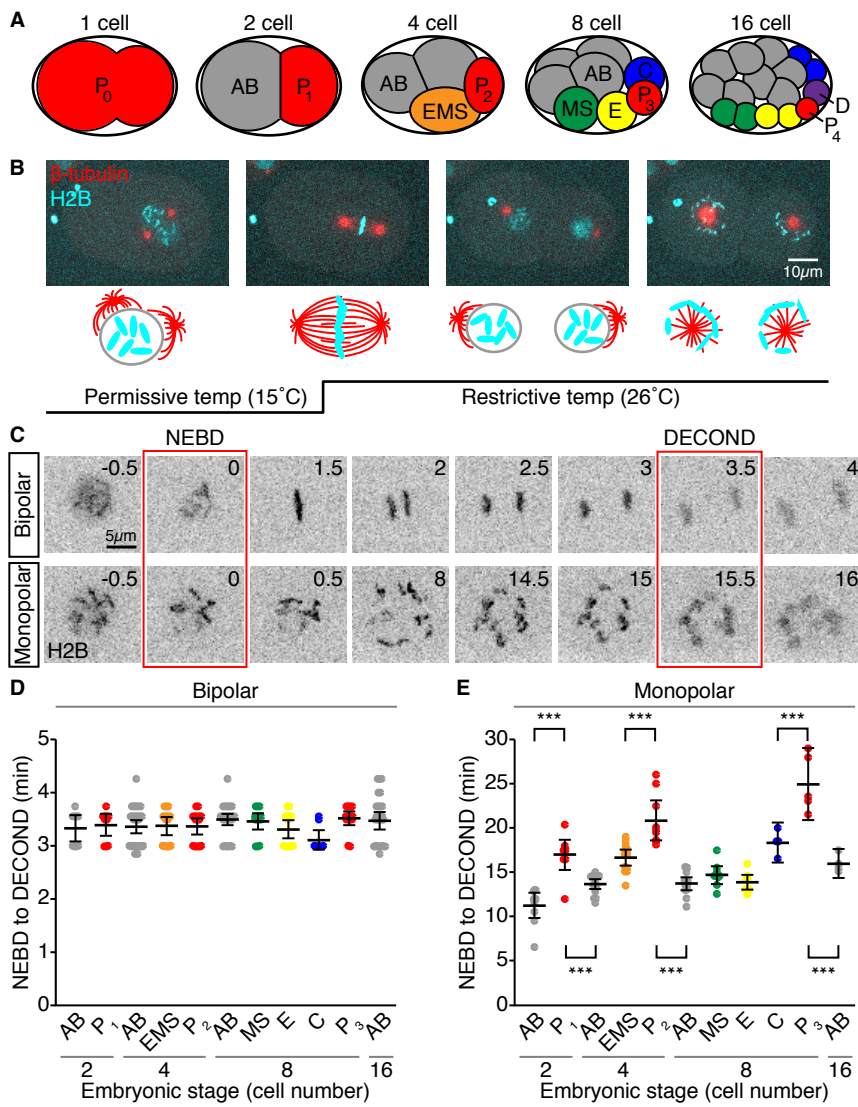 A
1 cell 2 cell 4 cell 8 cell 16 cell
P0
AB P1
AB P2 EMS
AB C P3 MS E
D P4
B
β-tubulin
H2B
10µm
Permissive temp (15˚C) Restrictive temp (26˚C)
C
NEBD DECOND
Bipolar
-0.5 0 1.5 2 2.5 3 3.5 4
5µm
Monopolar
-0.5 0 0.5 8 14.5 15 15.5 16
H2B
D
Bipolar
NEBD to DECOND (min)
5
4
3
2
1
0
AB P1 AB EMS P2 AB MS E C P3 AB
2 4 8 16
Embryonic stage (cell number)
E
Monopolar
NEBD to DECOND (min)
30
25
20
15
10
5
0
*** *** ***
*** *** ***
AB P1 AB EMS P2 AB MS E C P3 AB
2 4 8 16
Embryonic stage (cell number)